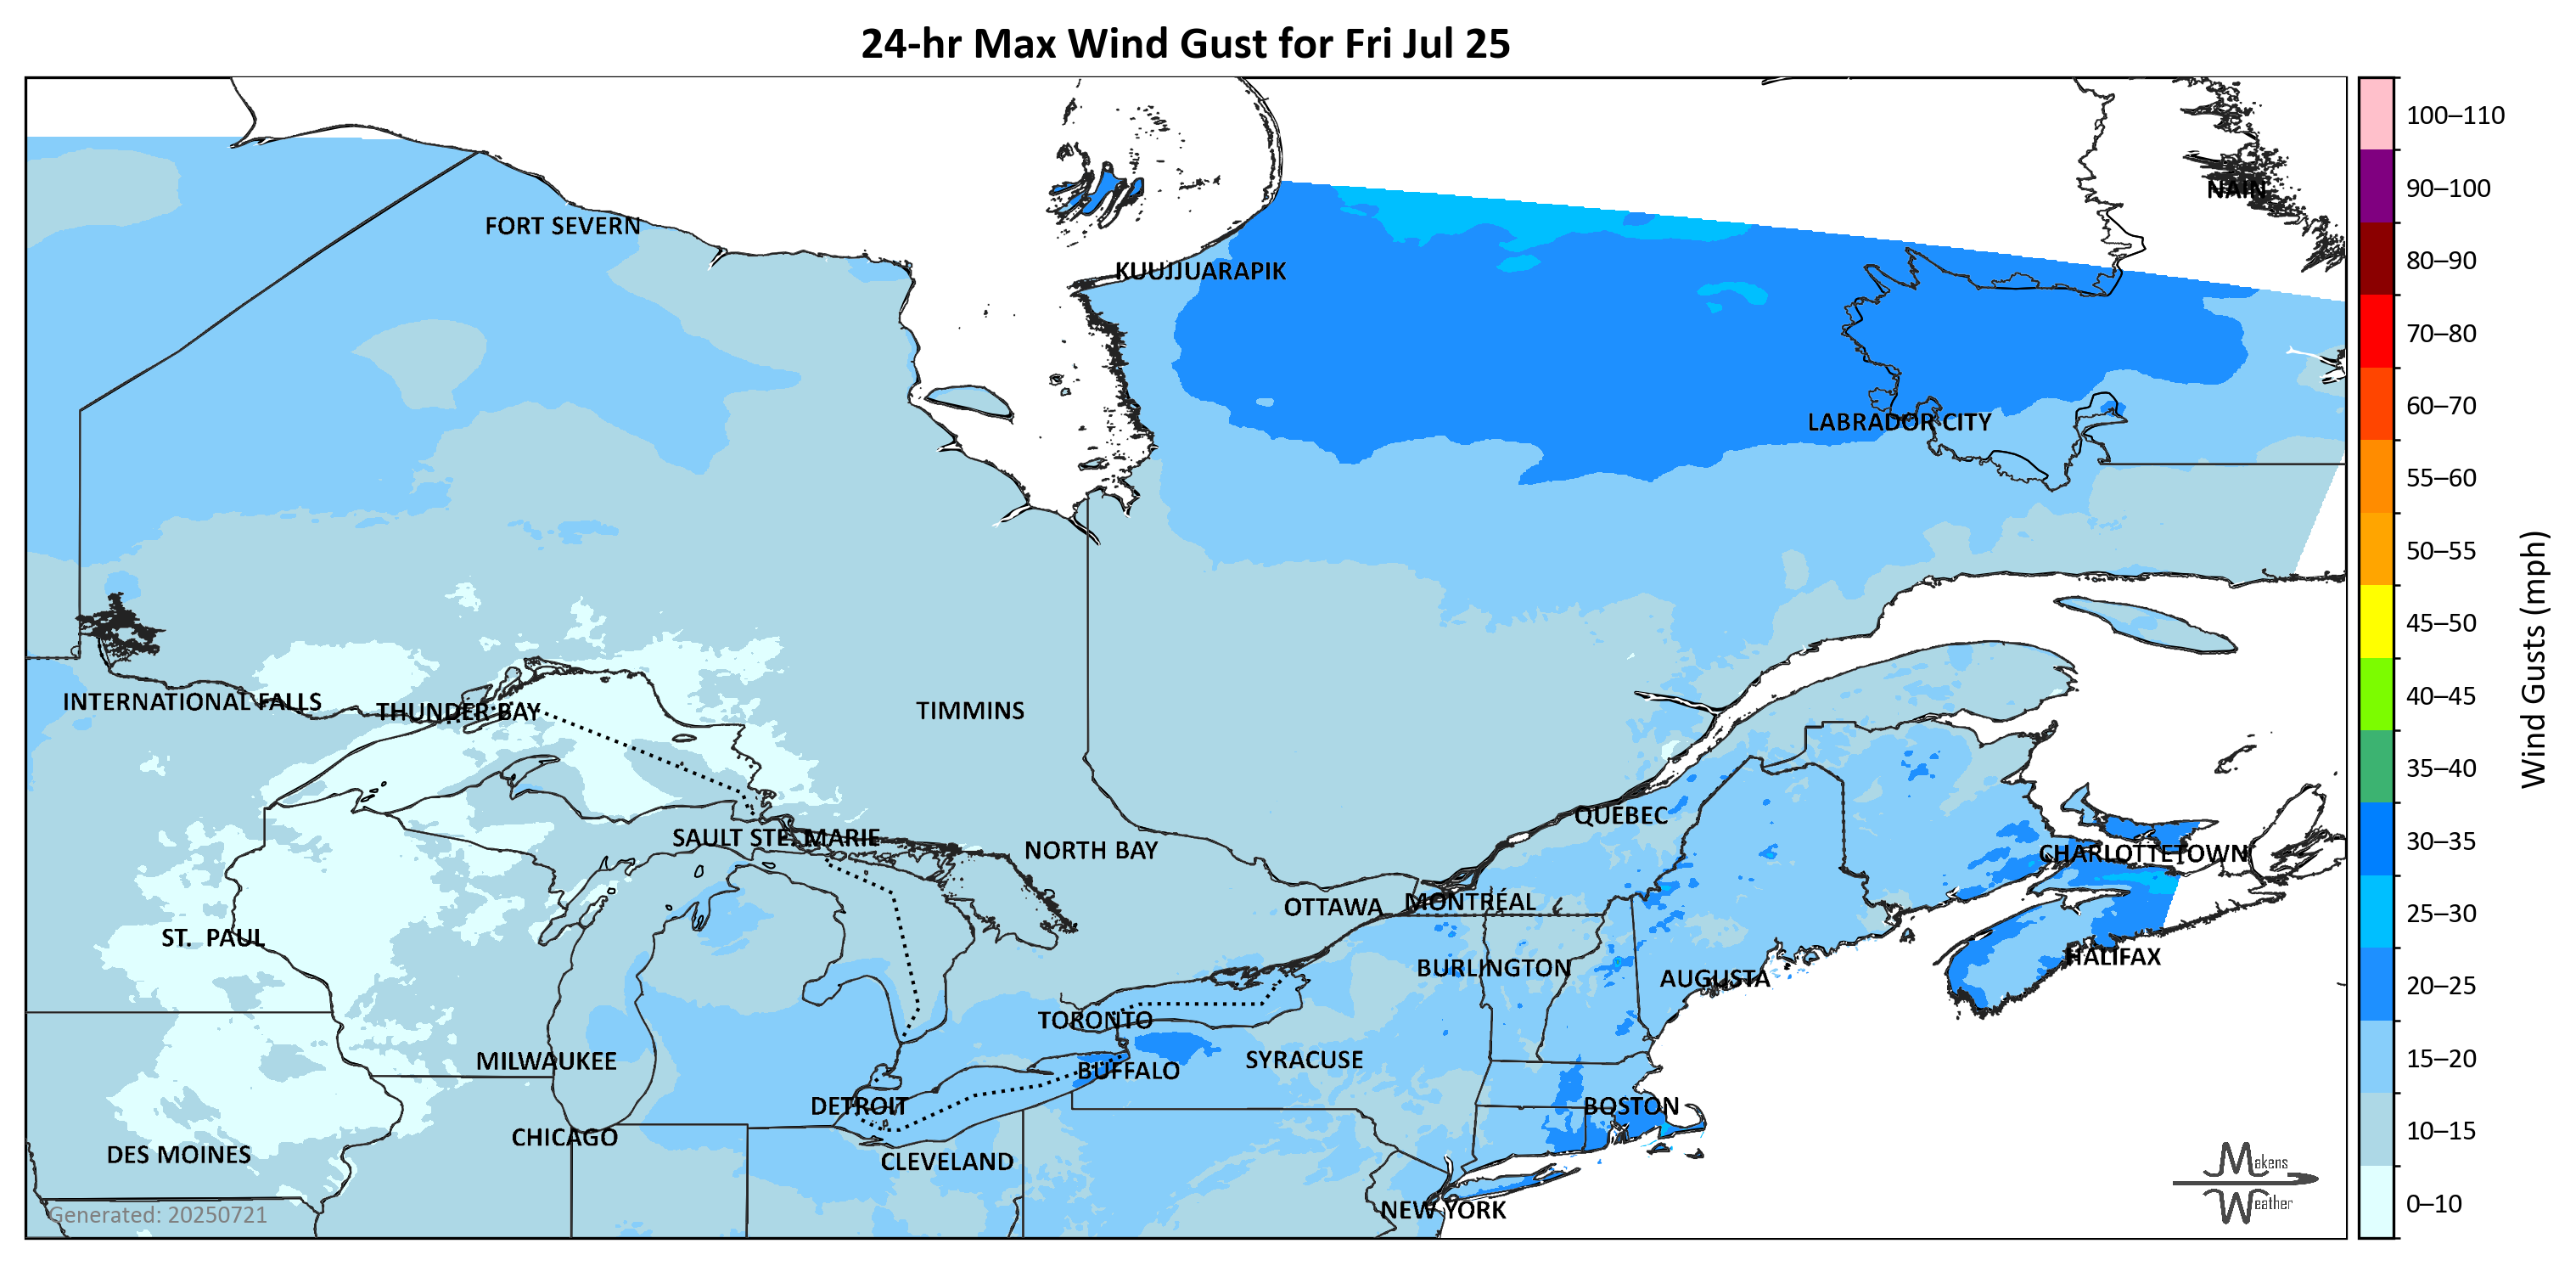 24-hr Max Wind Gust for Fri Jul 25
100–110
90–100
NAIN
FORT SEVERN
80–90
KUUJJUARAPIK
70–80
60–70
LABRADOR CITY
55–60
50–55
45–50
Wind Gusts (mph)
40–45
INTERNATIONAL FALLS
THUNDER BAY
TIMMINS
35–40
QUEBEC
30–35
SAULT STE. MARIE
NORTH BAY
CHARLOTTETOWN
OTTAWA
MONTRÉAL
25–30
ST. PAUL
HALIFAX
BURLINGTON
AUGUSTA
20–25
TORONTO
MILWAUKEE
SYRACUSE
15–20
BUFFALO
DETROIT
BOSTON
10–15
CHICAGO
DES MOINES
CLEVELAND
Makens
Weather
0–10
NEW YORK
Generated: 20250721